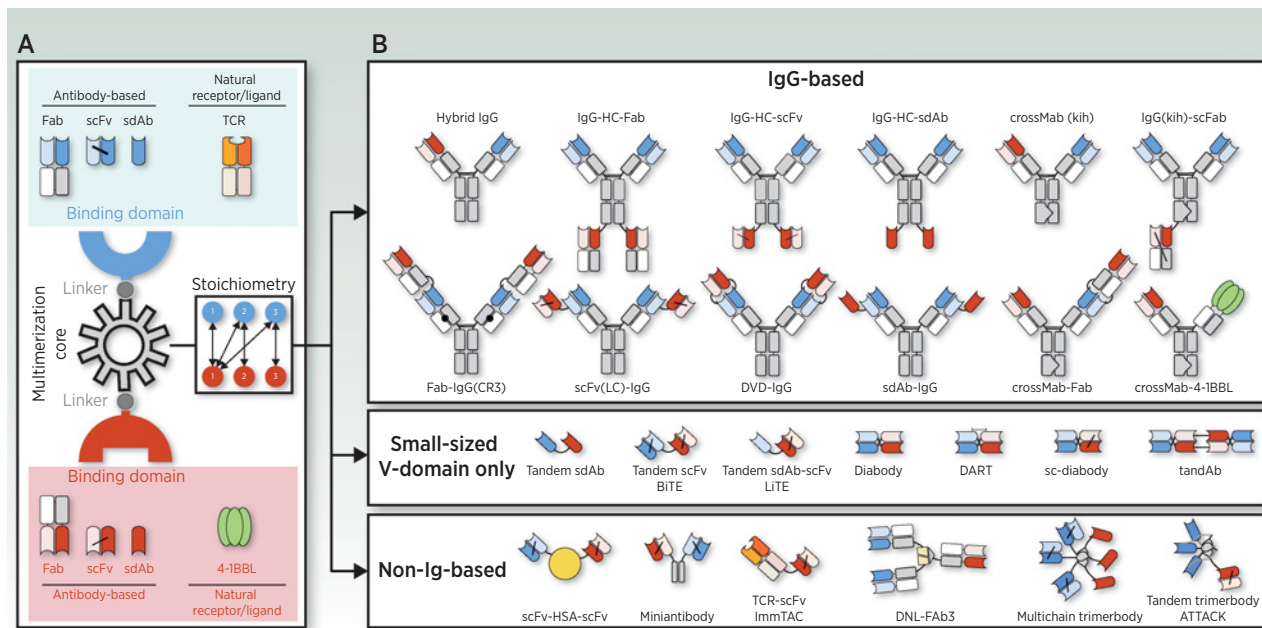 A
Antibody-based
Natural
receptor/ligand
Fab scFv sdAb TCR
Binding domain
Linker
Multimerization
core
Stoichiometry
1 2 3
1 2 3
Linker
Binding domain
Fab scFv sdAb 4-1BBL
Antibody-based
Natural
receptor/ligand
B
IgG-based
Hybrid IgG IgG-HC-Fab IgG-HC-scFv IgG-HC-sdAb crossMab (kih) IgG(kih)-scFab
Fab-IgG(CR3) scFv(LC)-IgG DVD-IgG sdAb-IgG crossMab-Fab crossMab-4-1BBL
Small-sized
V-domain only
Tandem sdAb
Tandem scFv
BiTE
Tandem sdAb-scFv
LiTE
Diabody DART sc-diabody tandAb
Non-Ig-based
scFv-HSA-scFv Miniantibody
TCR-scFv
ImmTAC
DNL-FAb3 Multichain trimerbody
Tandem trimerbody
ATTACK